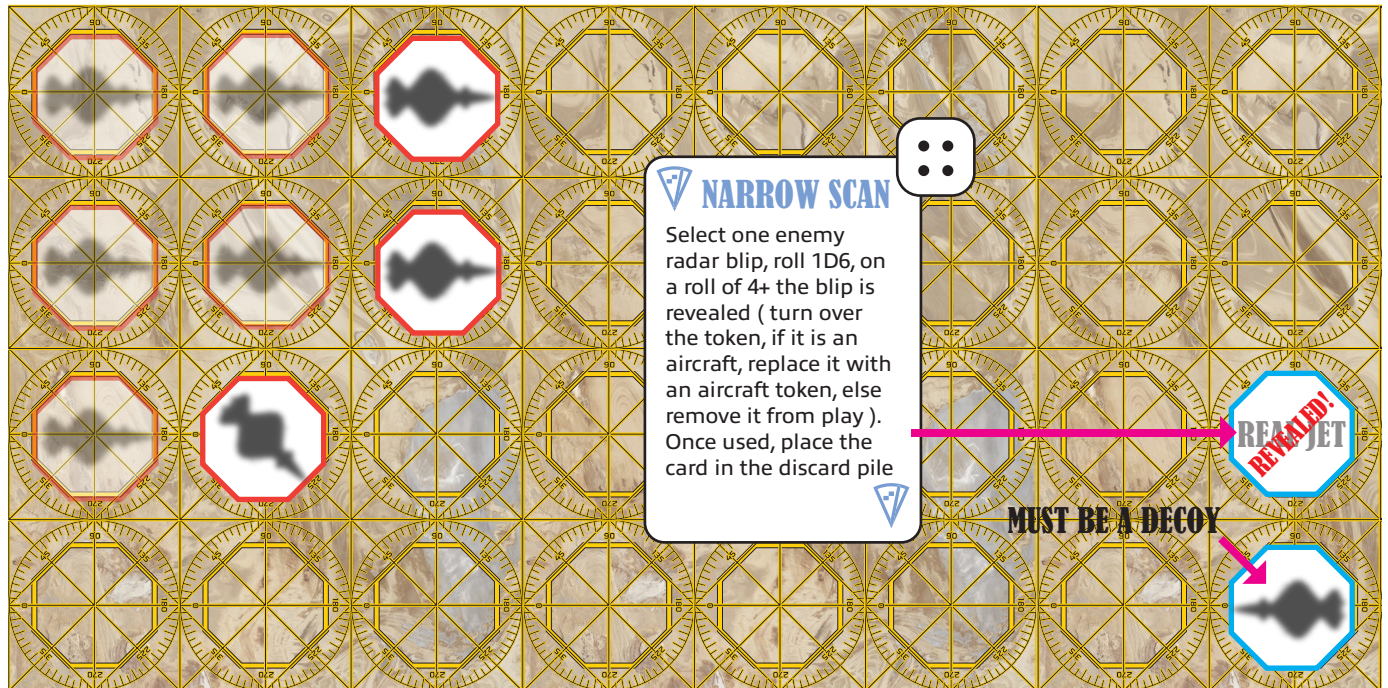 NARROW SCAN
Select one enemy
radar blip, roll 1D6, on
a roll of 4+ the blip is
revealed ( turn over
the token, if it is an
aircraft, replace it with
an aircraft token, else
remove it from play ).
Once used, place the
card in the discard pile
REAL JET
REVEALED!
MUST BE A DECOY